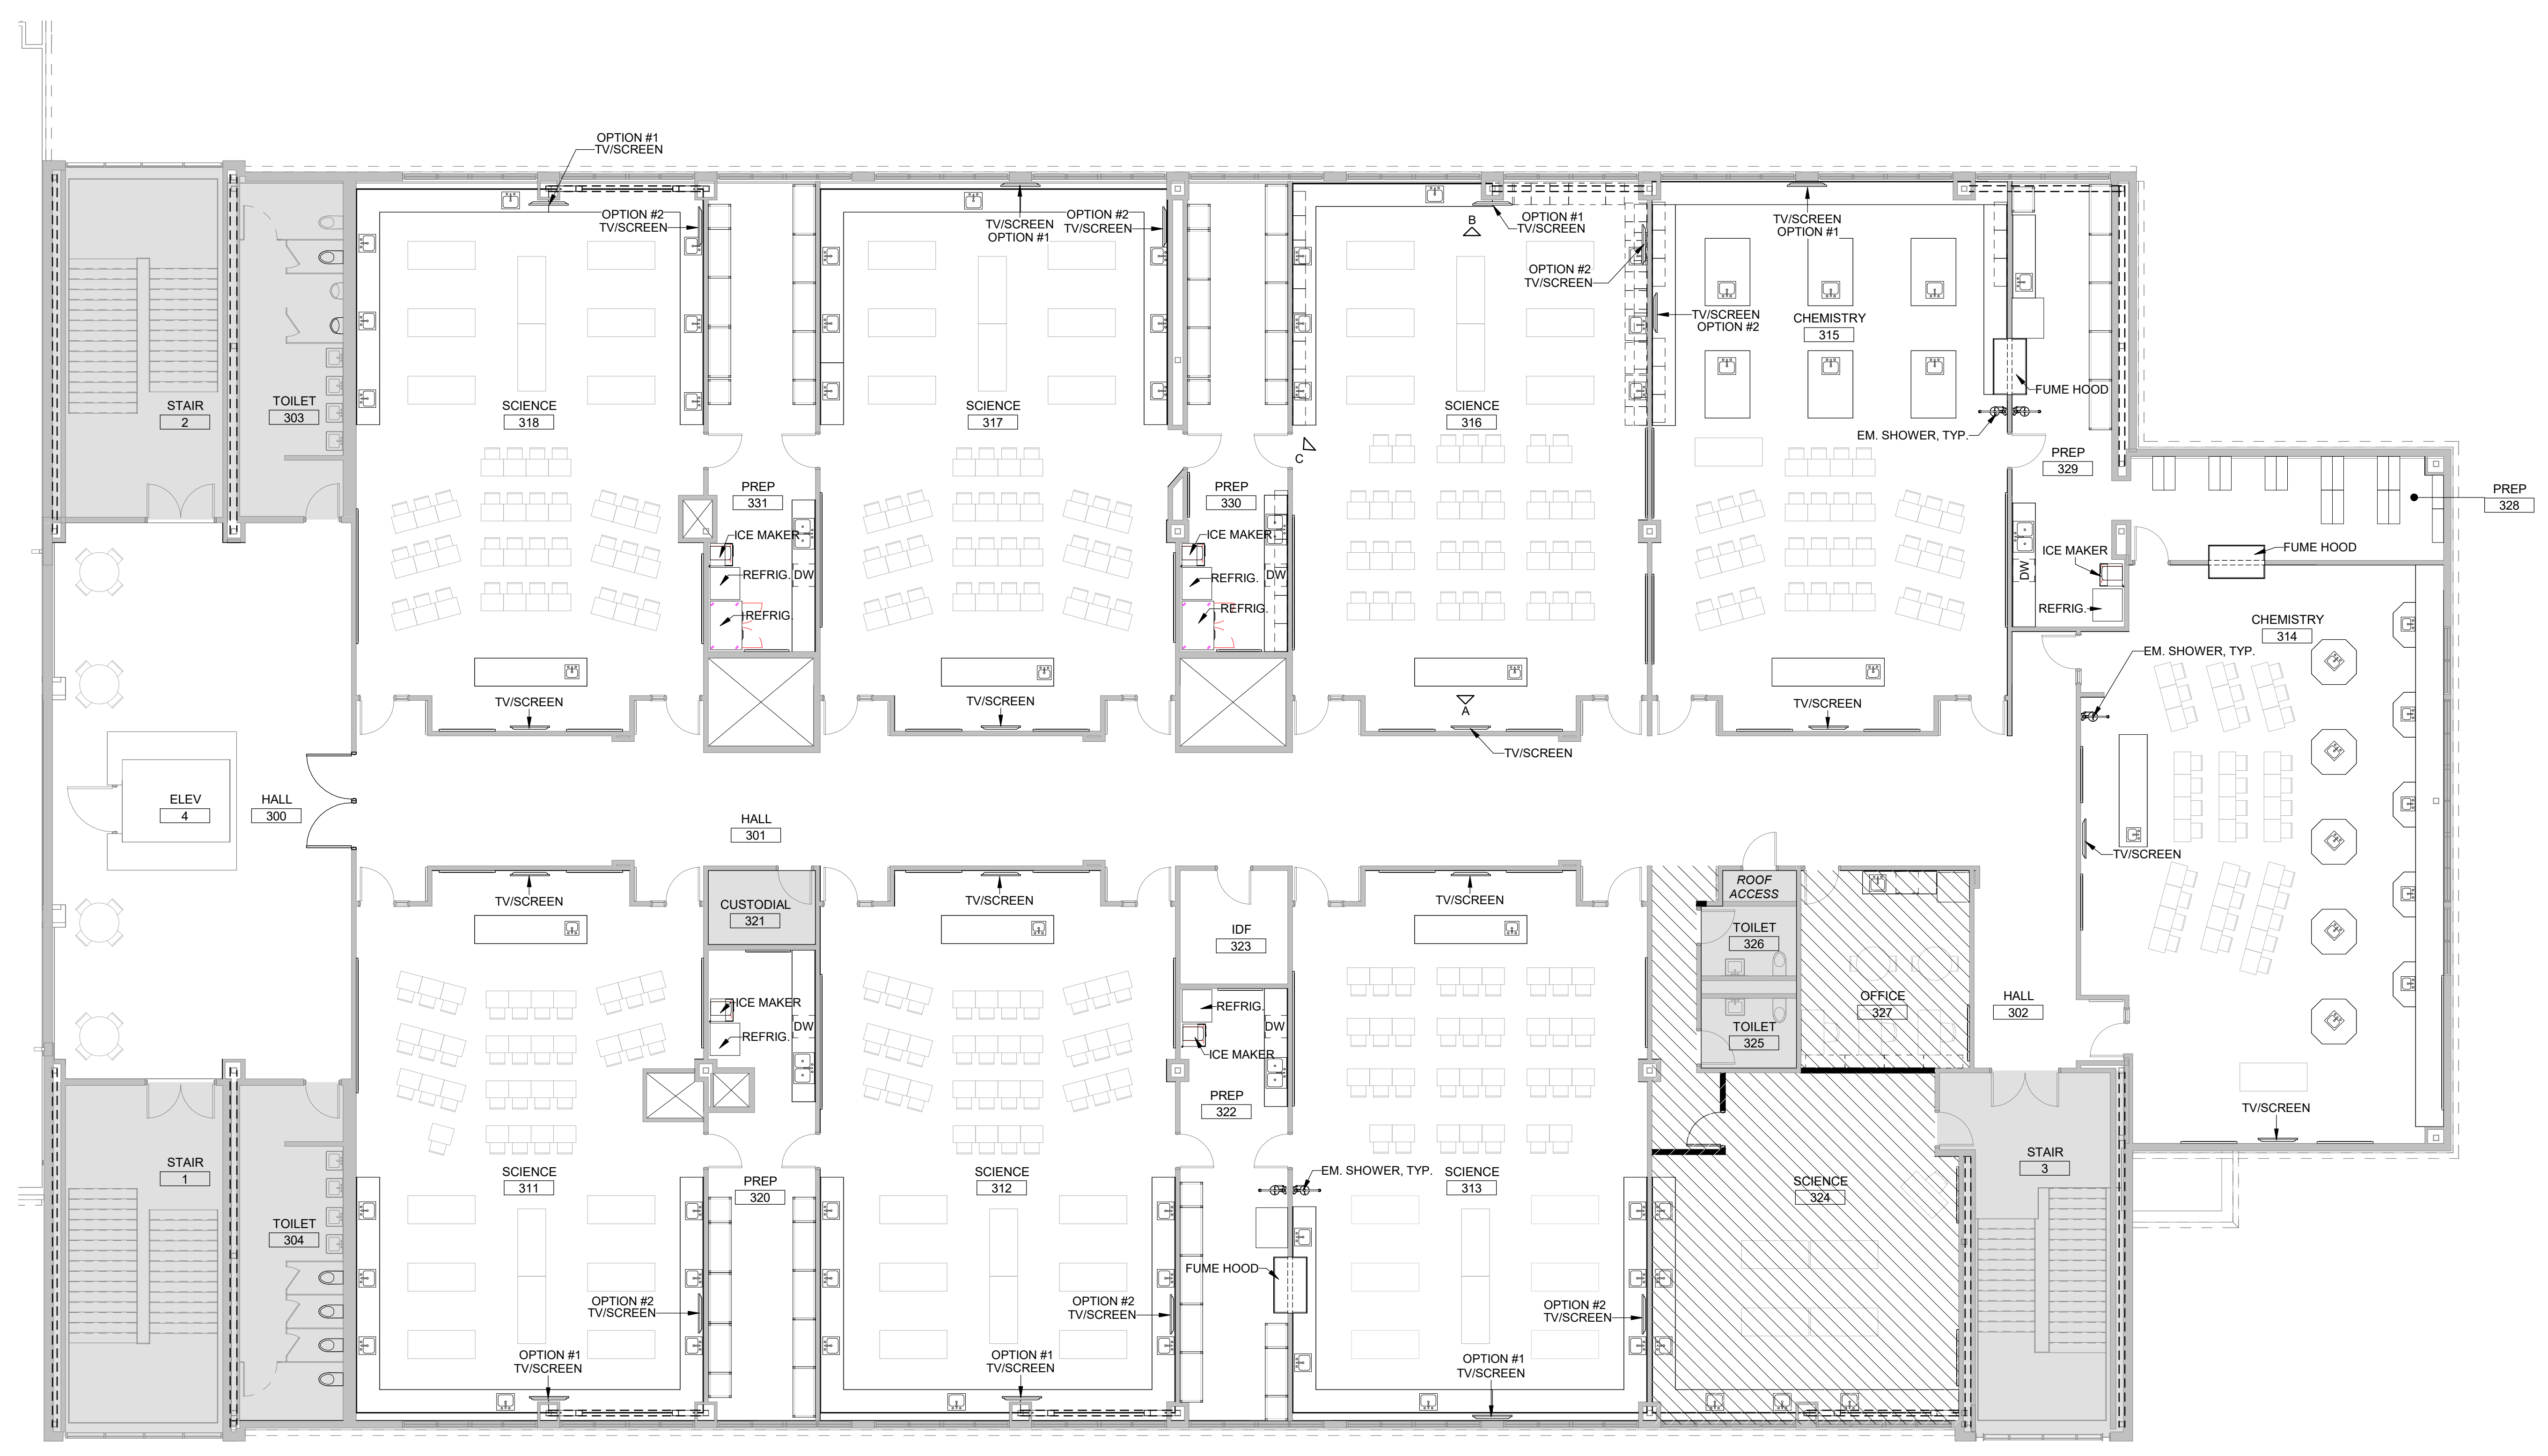 OPTION #1
TV/SCREEN
OPTION #2
TV/SCREEN
TV/SCREEN
OPTION #1
OPTION #2
TV/SCREEN
B
OPTION #1
TV/SCREEN
OPTION #2
TV/SCREEN
TV/SCREEN
OPTION #1
TV/SCREEN
OPTION #2
CHEMISTRY
315
FUME HOOD
EM. SHOWER, TYP.
STAIR
2
TOILET
303
SCIENCE
318
SCIENCE
317
SCIENCE
316
C
PREP
329
PREP
328
PREP
331
PREP
330
ICE MAKER
REFRIG.
DW
REFRIG.
ICE MAKER
REFRIG.
DW
REFRIG.
FUME HOOD
ICE MAKER
DW
REFRIG.
CHEMISTRY
314
EM. SHOWER, TYP.
TV/SCREEN
TV/SCREEN
A
TV/SCREEN
TV/SCREEN
ELEV
4
HALL
300
HALL
301
TV/SCREEN
TV/SCREEN
TV/SCREEN
TV/SCREEN
CUSTODIAL
321
IDF
323
ROOF
ACCESS
TOILET
326
TOILET
325
OFFICE
327
HALL
302
ICE MAKER
REFRIG.
DW
REFRIG.
ICE MAKER
DW
PREP
322
TV/SCREEN
STAIR
1
TOILET
304
SCIENCE
311
PREP
320
SCIENCE
312
EM. SHOWER, TYP.
SCIENCE
313
SCIENCE
324
STAIR
3
FUME HOOD
OPTION #2
TV/SCREEN
OPTION #2
TV/SCREEN
OPTION #2
TV/SCREEN
OPTION #1
TV/SCREEN
OPTION #1
TV/SCREEN
OPTION #1
TV/SCREEN